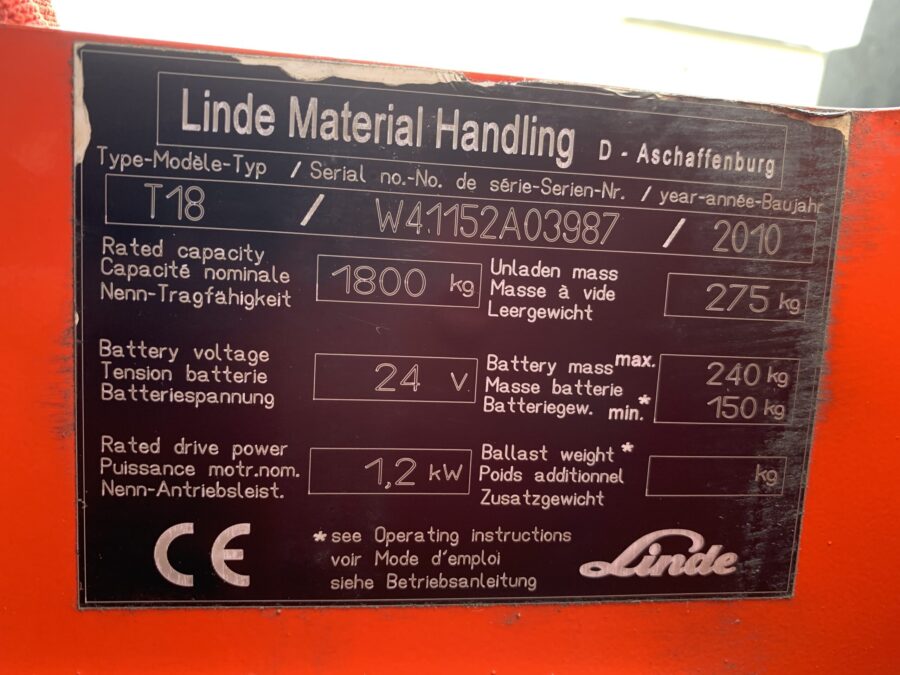 Linde Material Handling D - Aschaffenburg
Type-Modèle-Typ / Serial no.-No. de série-Serien-Nr. / year-année-Baujahr
T18 / W41152A03987 / 2010
Rated capacity
Capacité nominale 1800 kg
Nenn-Tragfähigkeit
Unladen mass
Masse à vide 275 kg
Leergewicht
Battery voltage
Tension batterie 24 V
Batteriespannung
Battery mass max. 240 kg
Masse batterie
Batteriegew. min.* 150 kg
Rated drive power
Puissance motr.nom. 1,2 kW
Nenn-Antriebsleist.
Ballast weight *
Poids additionnel kg
Zusatzgewicht
CE
* see Operating instructions
voir Mode d'emploi
siehe Betriebsanleitung
Linde